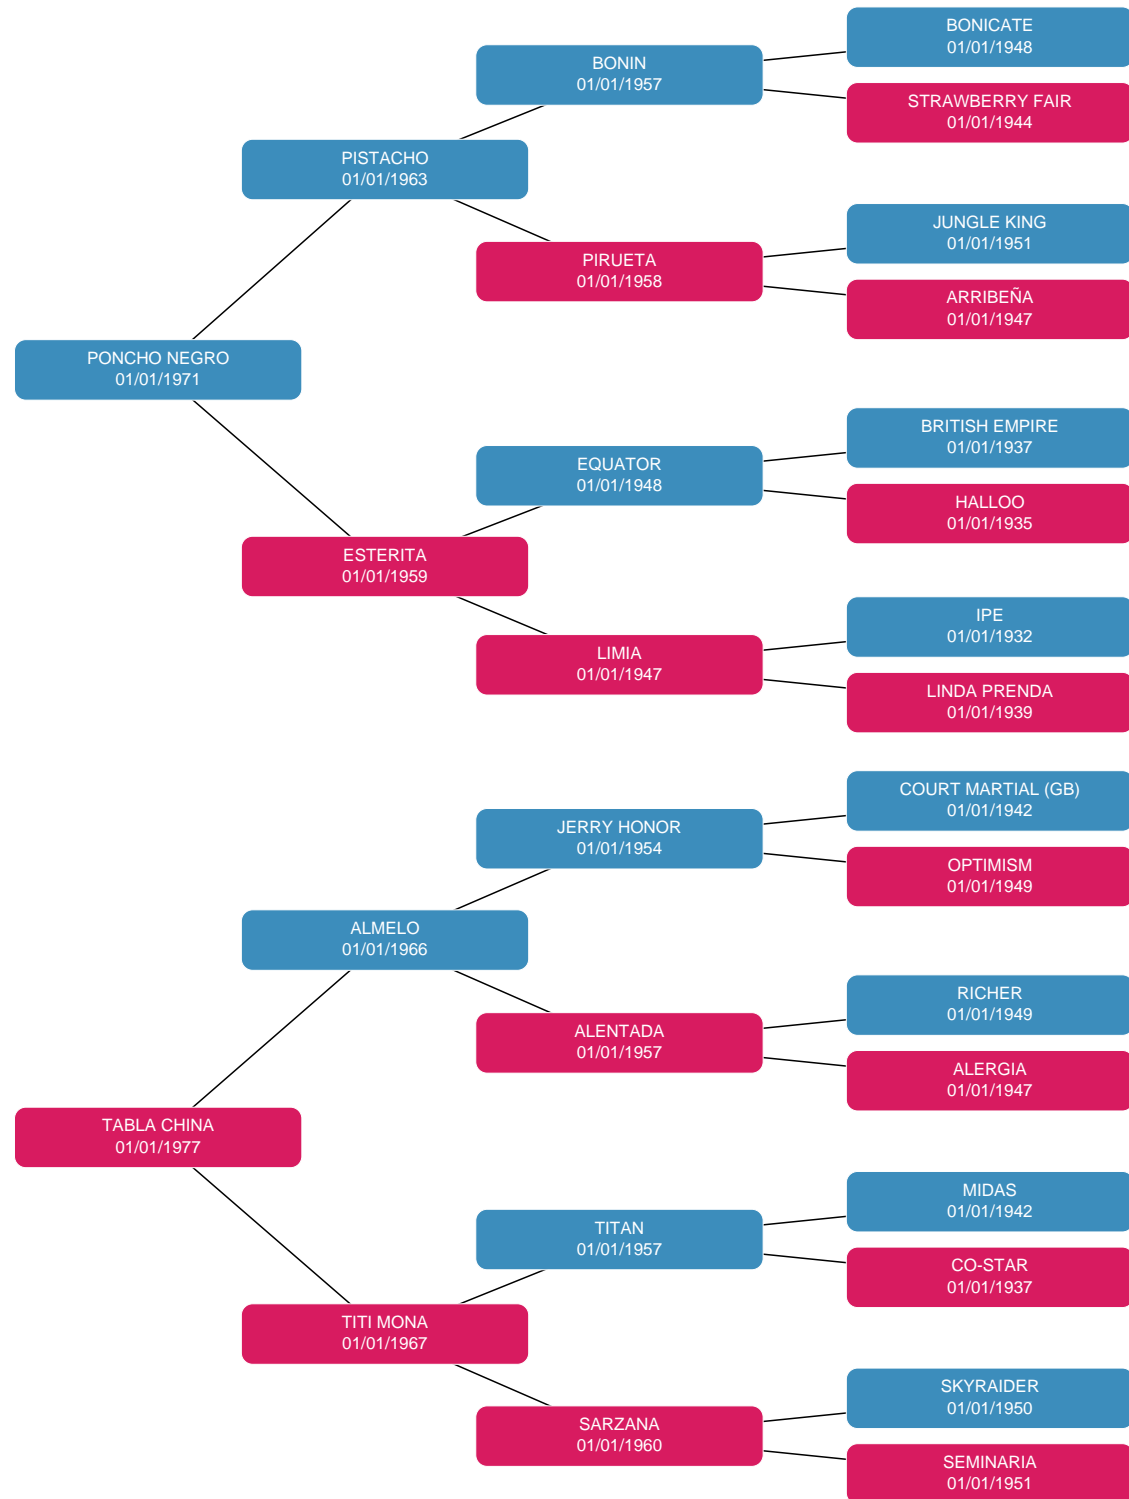 BONICATE
01/01/1948
BONIN
01/01/1957
STRAWBERRY FAIR
01/01/1944
PISTACHO
01/01/1963
JUNGLE KING
01/01/1951
PIRUETA
01/01/1958
ARRIBEÑA
01/01/1947
PONCHO NEGRO
01/01/1971
BRITISH EMPIRE
01/01/1937
EQUATOR
01/01/1948
HALLOO
01/01/1935
ESTERITA
01/01/1959
IPE
01/01/1932
LIMIA
01/01/1947
LINDA PRENDA
01/01/1939
COURT MARTIAL (GB)
01/01/1942
JERRY HONOR
01/01/1954
OPTIMISM
01/01/1949
ALMELO
01/01/1966
RICHER
01/01/1949
ALENTADA
01/01/1957
ALERGIA
01/01/1947
TABLA CHINA
01/01/1977
MIDAS
01/01/1942
TITAN
01/01/1957
CO-STAR
01/01/1937
TITI MONA
01/01/1967
SKYRAIDER
01/01/1950
SARZANA
01/01/1960
SEMINARIA
01/01/1951